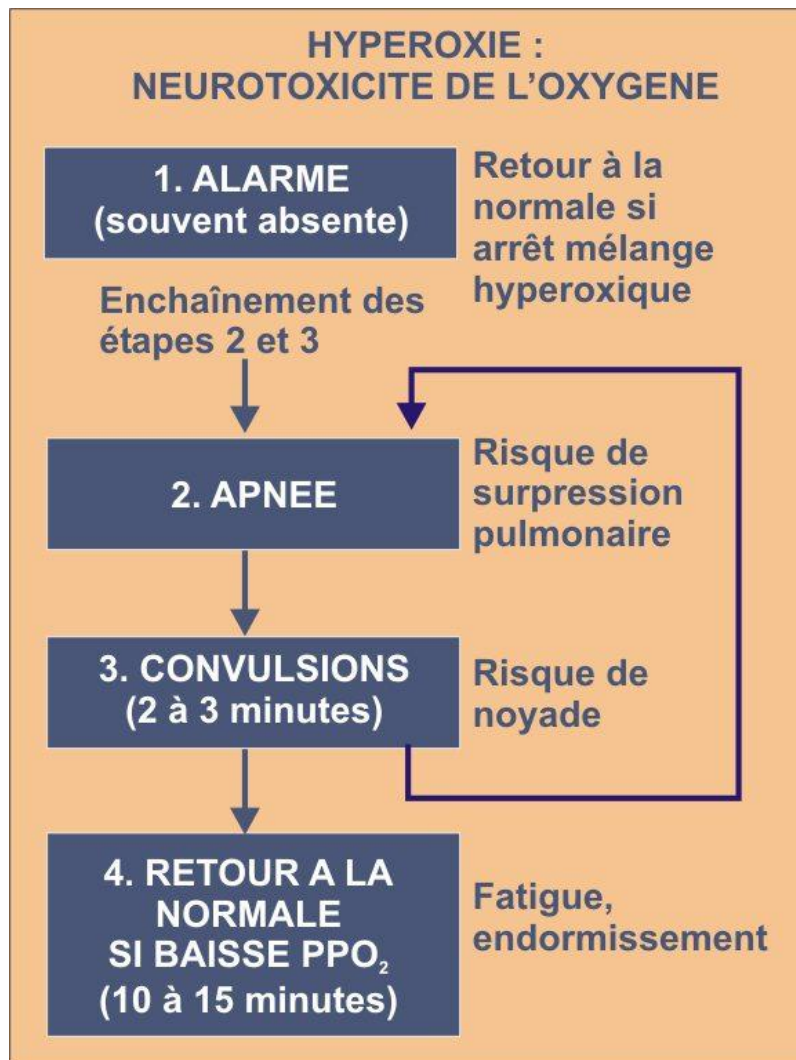 HYPEROXIE :
NEUROTOXICITE DE L'OXYGENE
1. ALARME
(souvent absente)
Retour à la
normale si
arrêt mélange
hyperoxique
Enchaînement des
étapes 2 et 3
2. APNEE
Risque de
surpression
pulmonaire
3. CONVULSIONS
(2 à 3 minutes)
Risque de
noyade
4. RETOUR A LA
NORMALE
SI BAISSE PPO₂
(10 à 15 minutes)
Fatigue,
endormissement